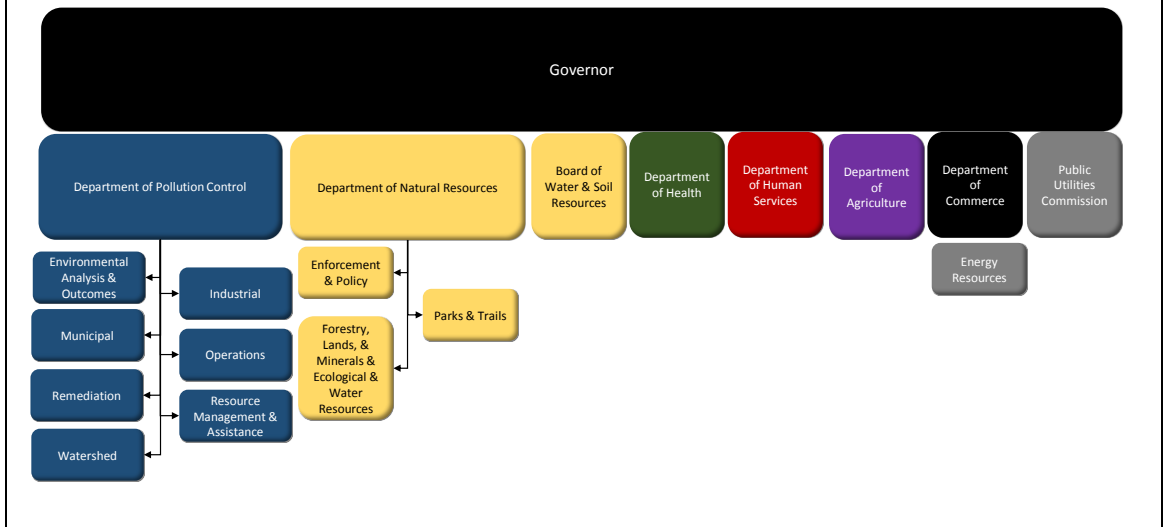 Governor
Department of Pollution Control
Department of Natural Resources
Board of
Water & Soil
Resources
Department
of Health
Department
of Human
Services
Department
of
Agriculture
Department
of
Commerce
Public
Utilities
Commission
Environmental
Analysis &
Outcomes
Industrial
Municipal
Operations
Remediation
Resource
Management &
Assistance
Watershed
Enforcement
& Policy
Parks & Trails
Forestry,
Lands, &
Minerals &
Ecological &
Water
Resources
Energy
Resources